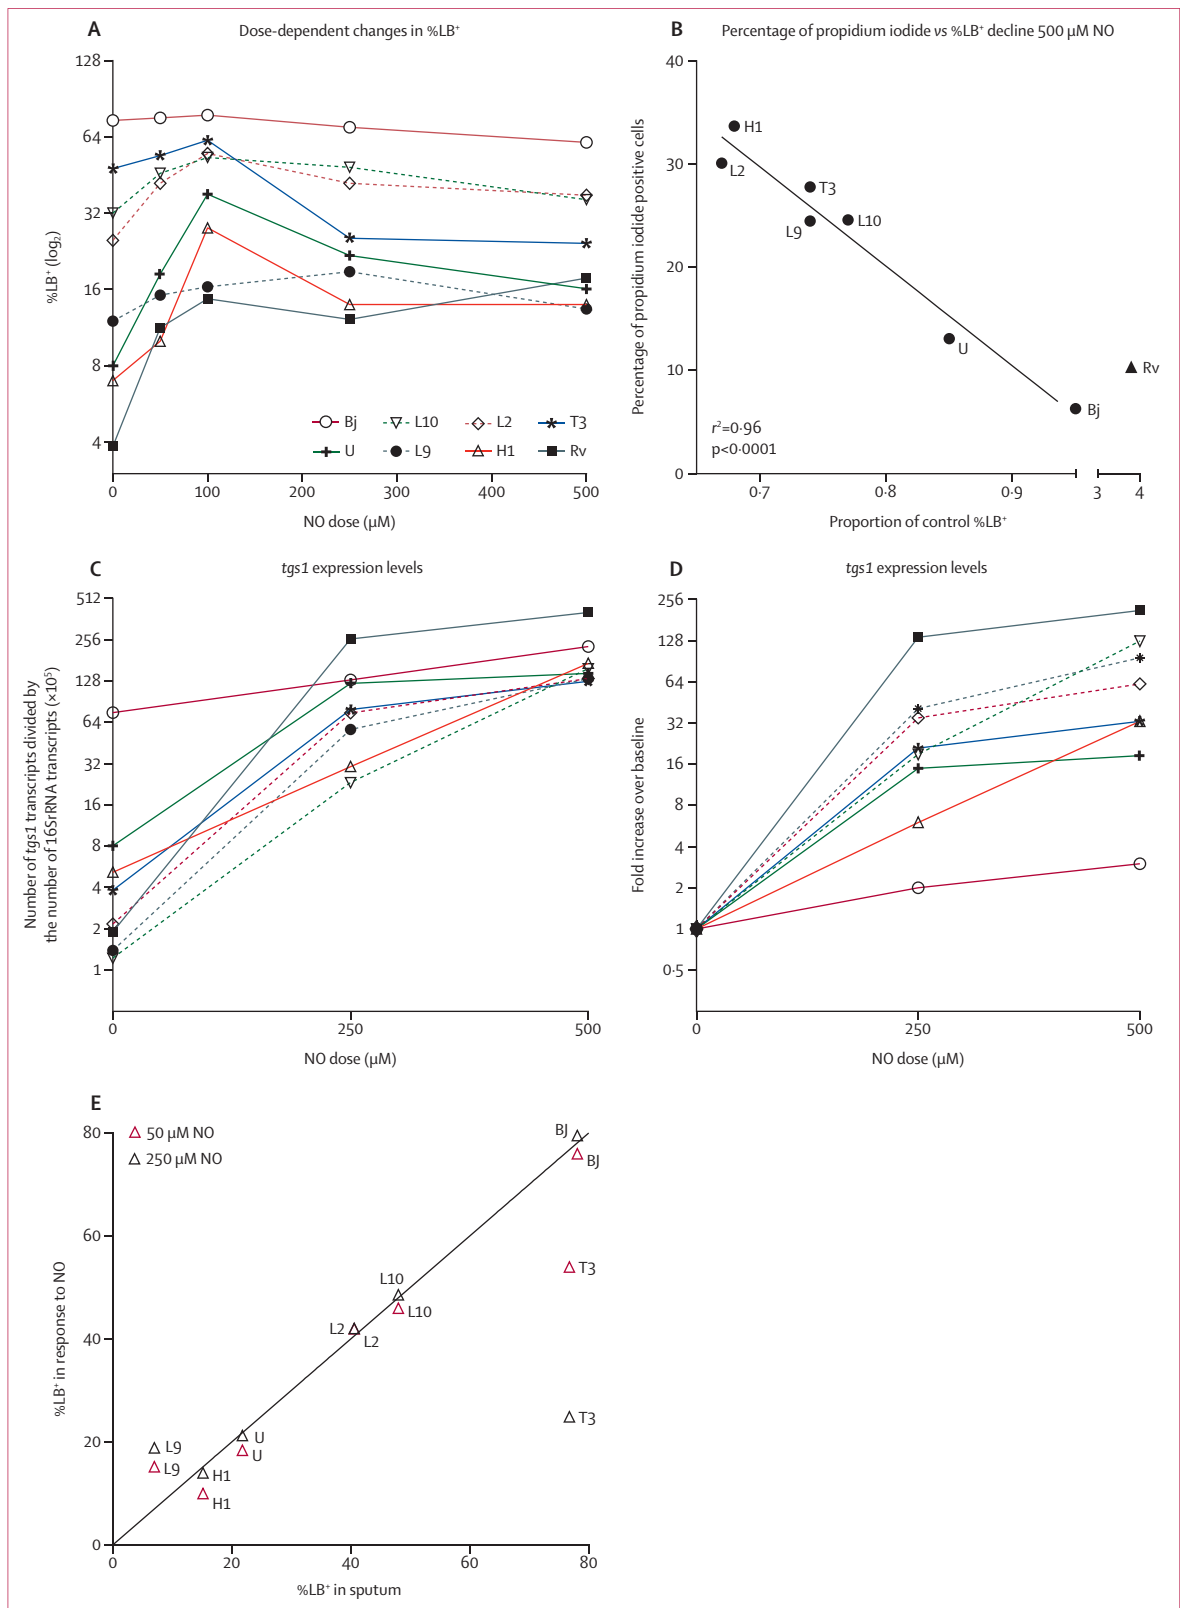 A
Dose-dependent changes in %LB⁺
%LB⁺ (log₂)
128
64
32
16
8
4
0
100
200
300
400
500
NO dose (µM)
Bj
L10
L2
T3
U
L9
H1
Rv
B
Percentage of propidium iodide vs %LB⁺ decline 500 µM NO
Percentage of propidium iodide positive cells
40
30
20
10
0
H1
L2
T3
L9
L10
U
Bj
Rv
r²=0·96
p<0·0001
0·7
0·8
0·9
3
4
Proportion of control %LB⁺
C
tgs1 expression levels
Number of tgs1 transcripts divided by
the number of 16SrRNA transcripts (×10⁵)
512
256
128
64
32
16
8
4
2
1
0
250
500
NO dose (µM)
D
tgs1 expression levels
Fold increase over baseline
256
128
64
32
16
8
4
2
1
0·5
0
250
500
NO dose (µM)
E
50 µM NO
250 µM NO
%LB⁺ in response to NO
80
60
40
20
0
BJ
BJ
T3
L10
L10
L2
L2
T3
U
U
L9
L9
H1
H1
0
20
40
60
80
%LB⁺ in sputum